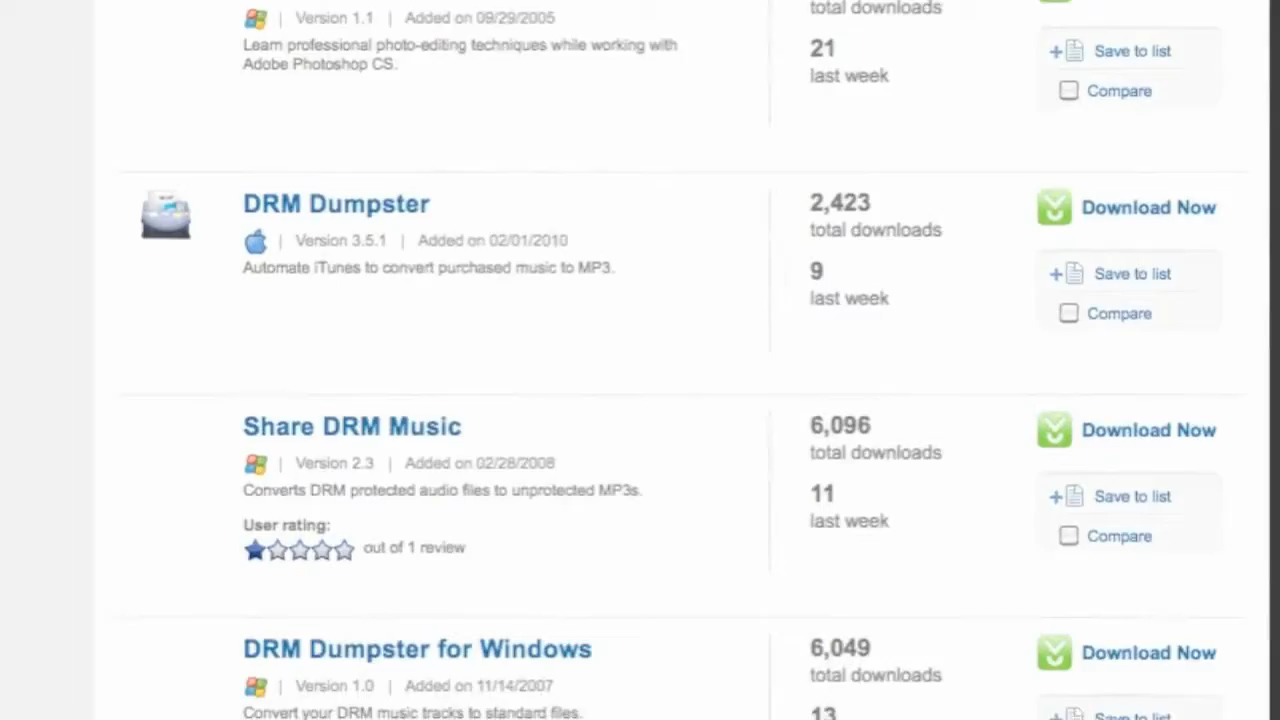 Version 1.1 | Added on 09/29/2005
total downloads
Learn professional photo-editing techniques while working with
Adobe Photoshop CS.
21
last week
Save to list
Compare
DRM Dumpster
Version 3.5.1 | Added on 02/01/2010
Automate iTunes to convert purchased music to MP3.
2,423
total downloads
9
last week
Download Now
Save to list
Compare
Share DRM Music
Version 2.3 | Added on 02/28/2008
Converts DRM protected audio files to unprotected MP3s.
User rating:
out of 1 review
6,096
total downloads
11
last week
Download Now
Save to list
Compare
DRM Dumpster for Windows
Version 1.0 | Added on 11/14/2007
Convert your DRM music tracks to standard files.
6,049
total downloads
13
Download Now
Save to list